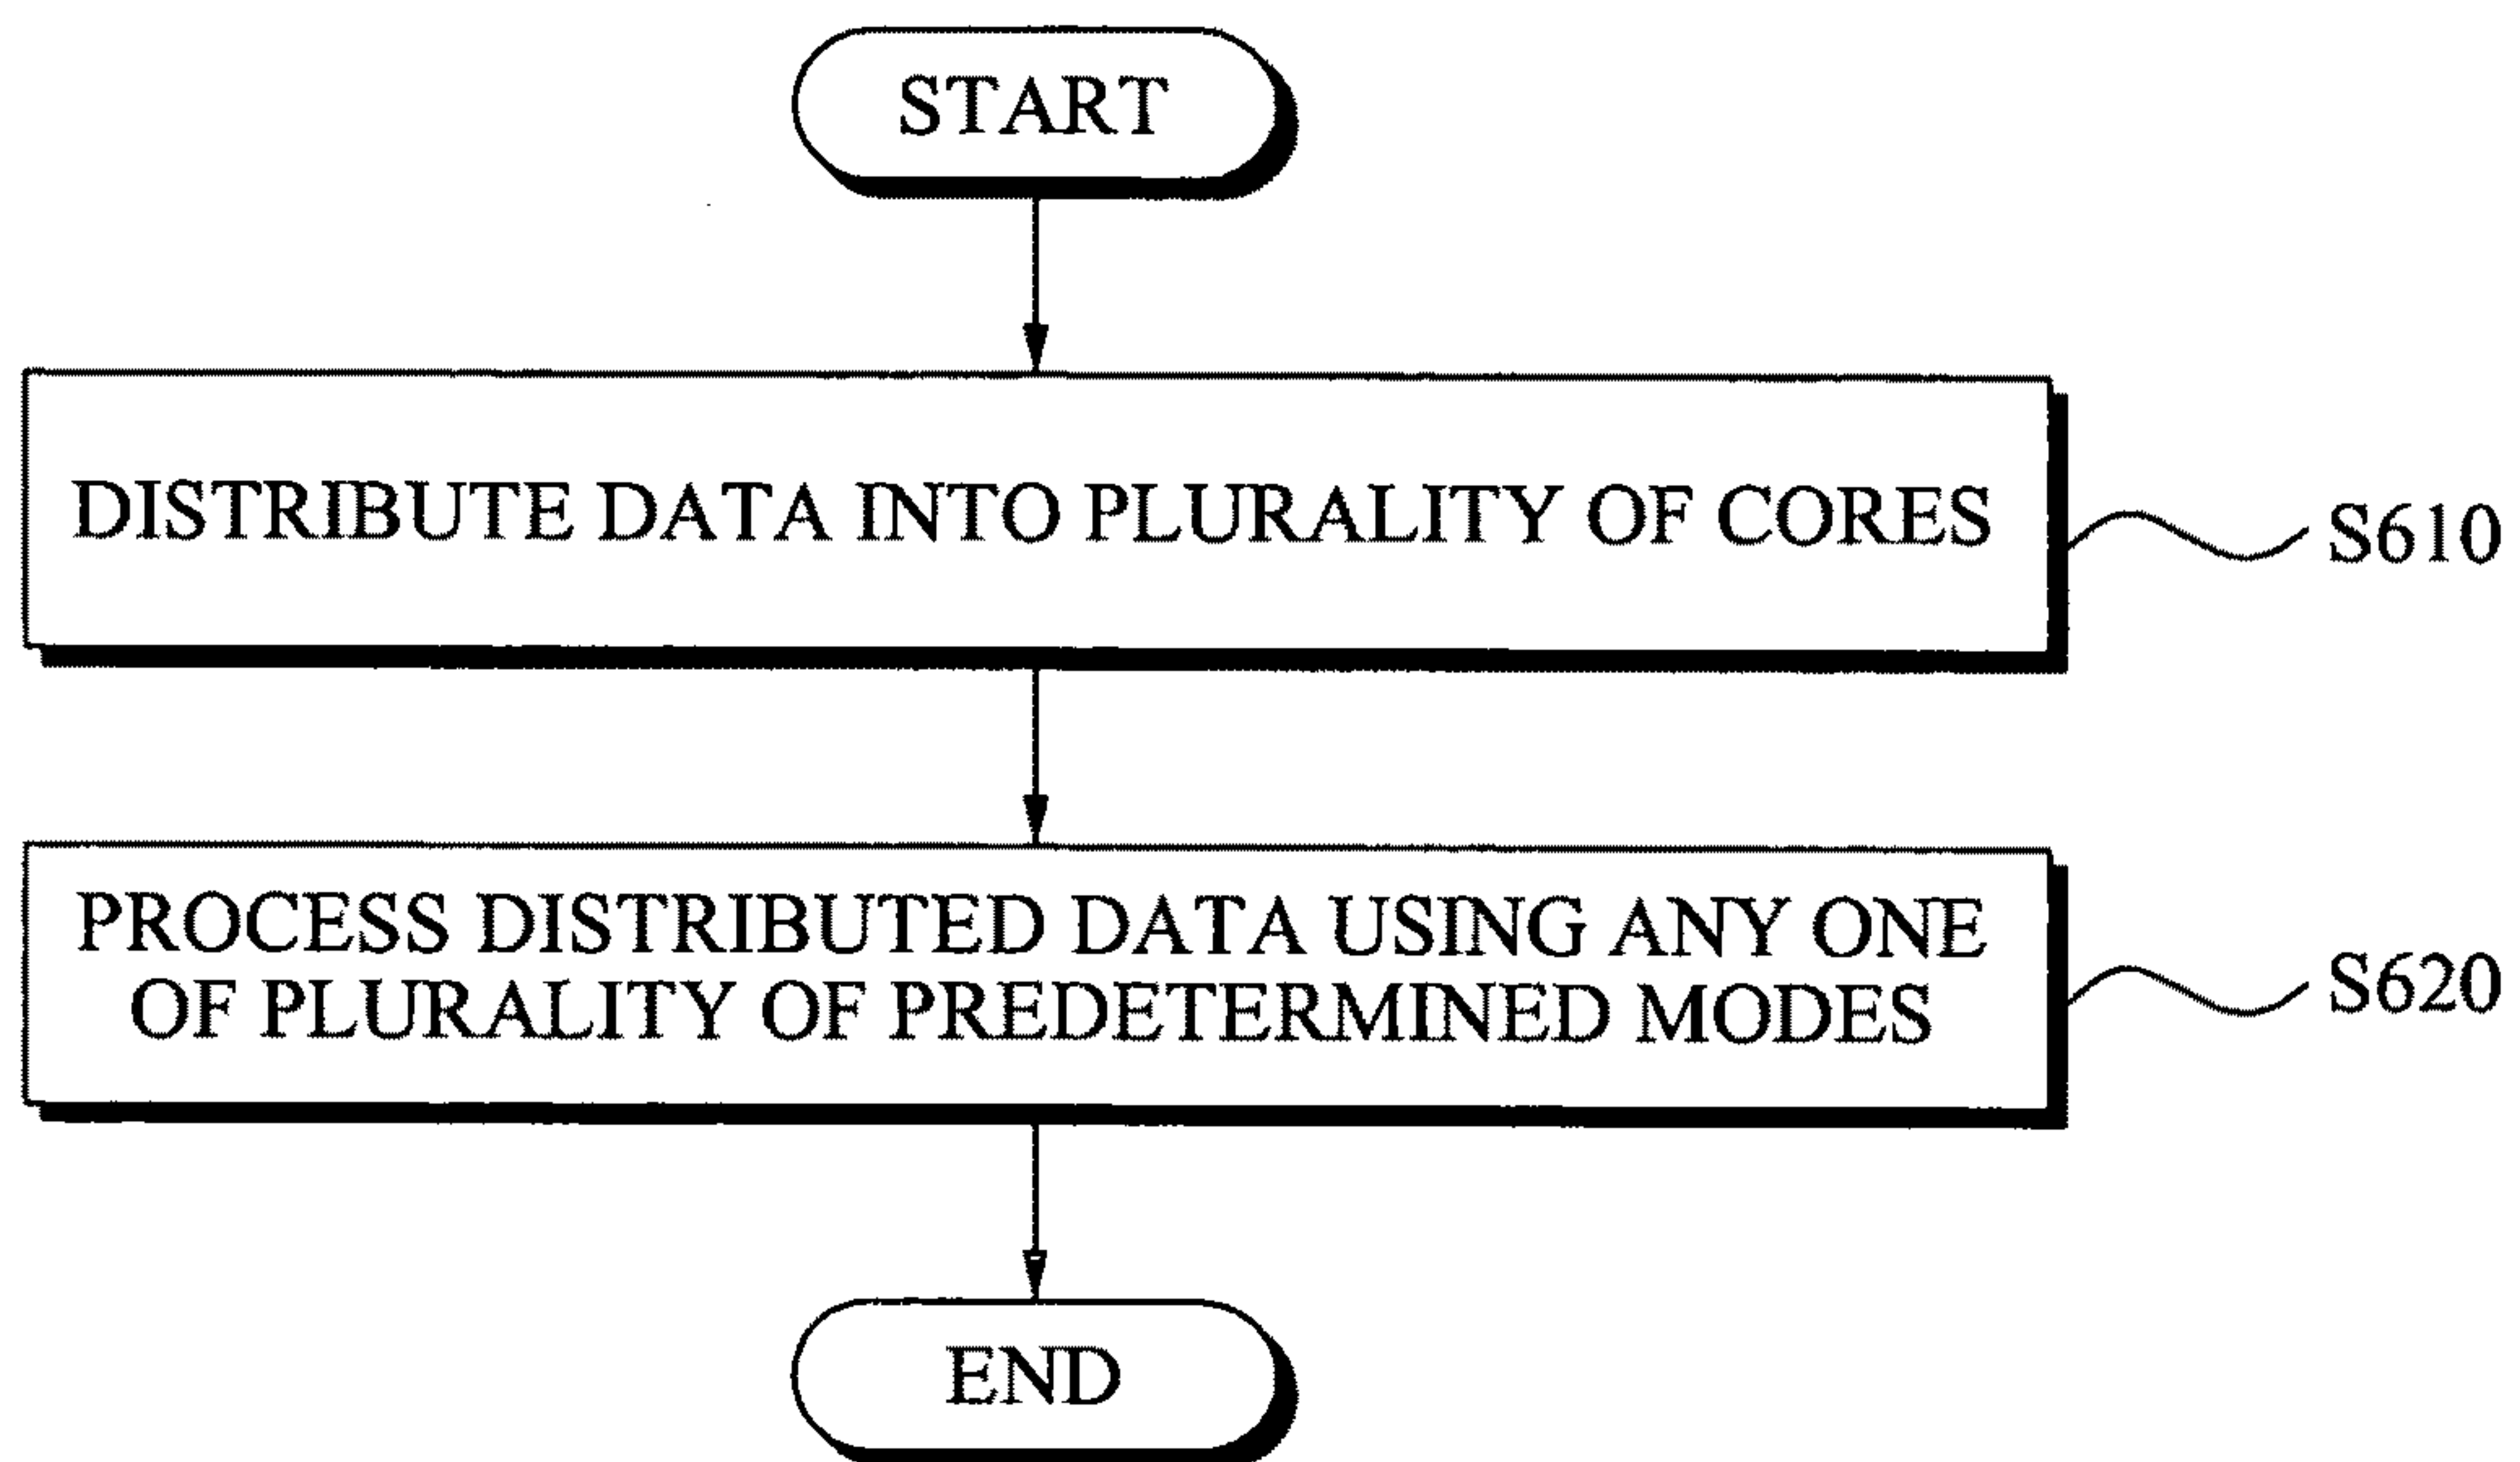 START
DISTRIBUTE DATA INTO PLURALITY OF CORES
S610
PROCESS DISTRIBUTED DATA USING ANY ONE
OF PLURALITY OF PREDETERMINED MODES
S620
END